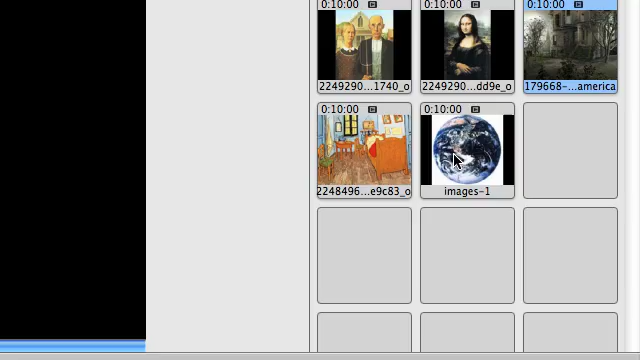 0:10:00 0:10:00 0:10:00
2249290...1740_o 2249290...dd9e_o 179668-...america
0:10:00 0:10:00
2248496...e9c83_o images-1